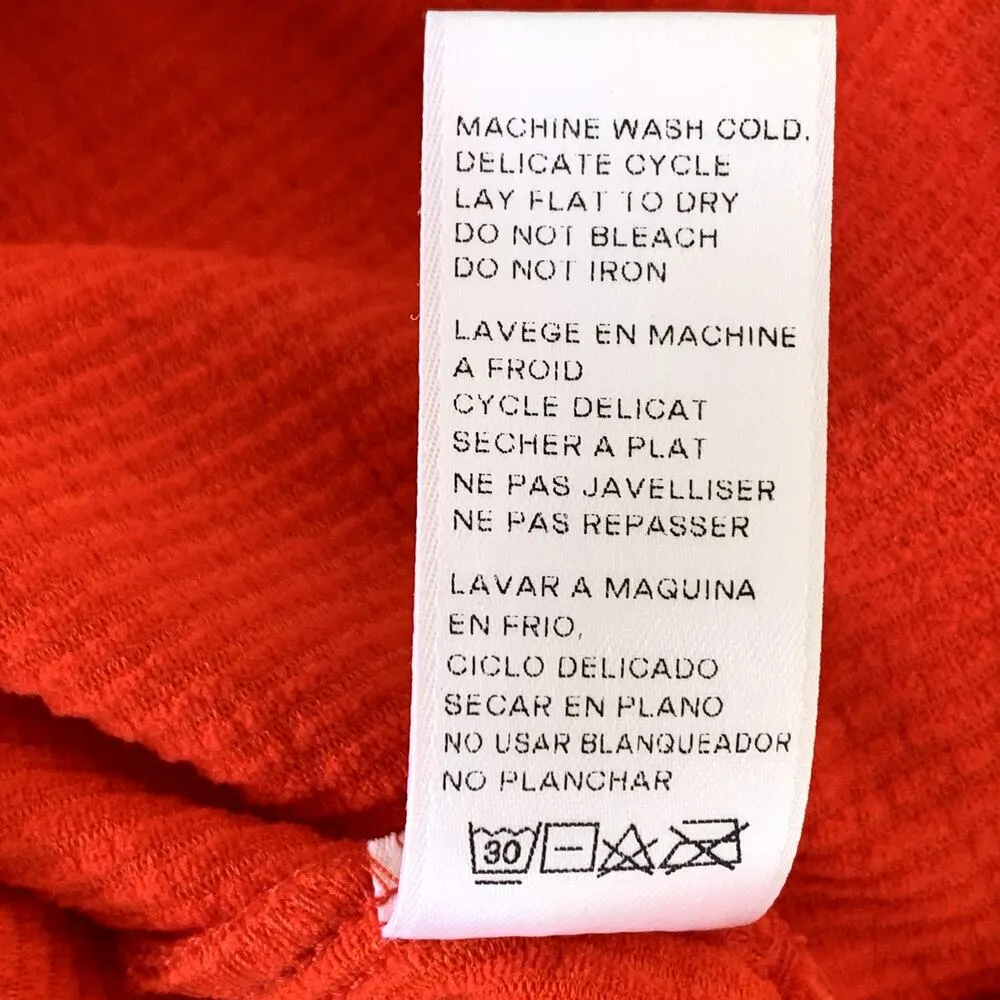 MACHINE WASH COLD,
DELICATE CYCLE
LAY FLAT TO DRY
DO NOT BLEACH
DO NOT IRON
LAVEGE EN MACHINE
A FROID
CYCLE DELICAT
SECHER A PLAT
NE PAS JAVELLISER
NE PAS REPASSER
LAVAR A MAQUINA
EN FRIO,
CICLO DELICADO
SECAR EN PLANO
NO USAR BLANQUEADOR
NO PLANCHAR
30